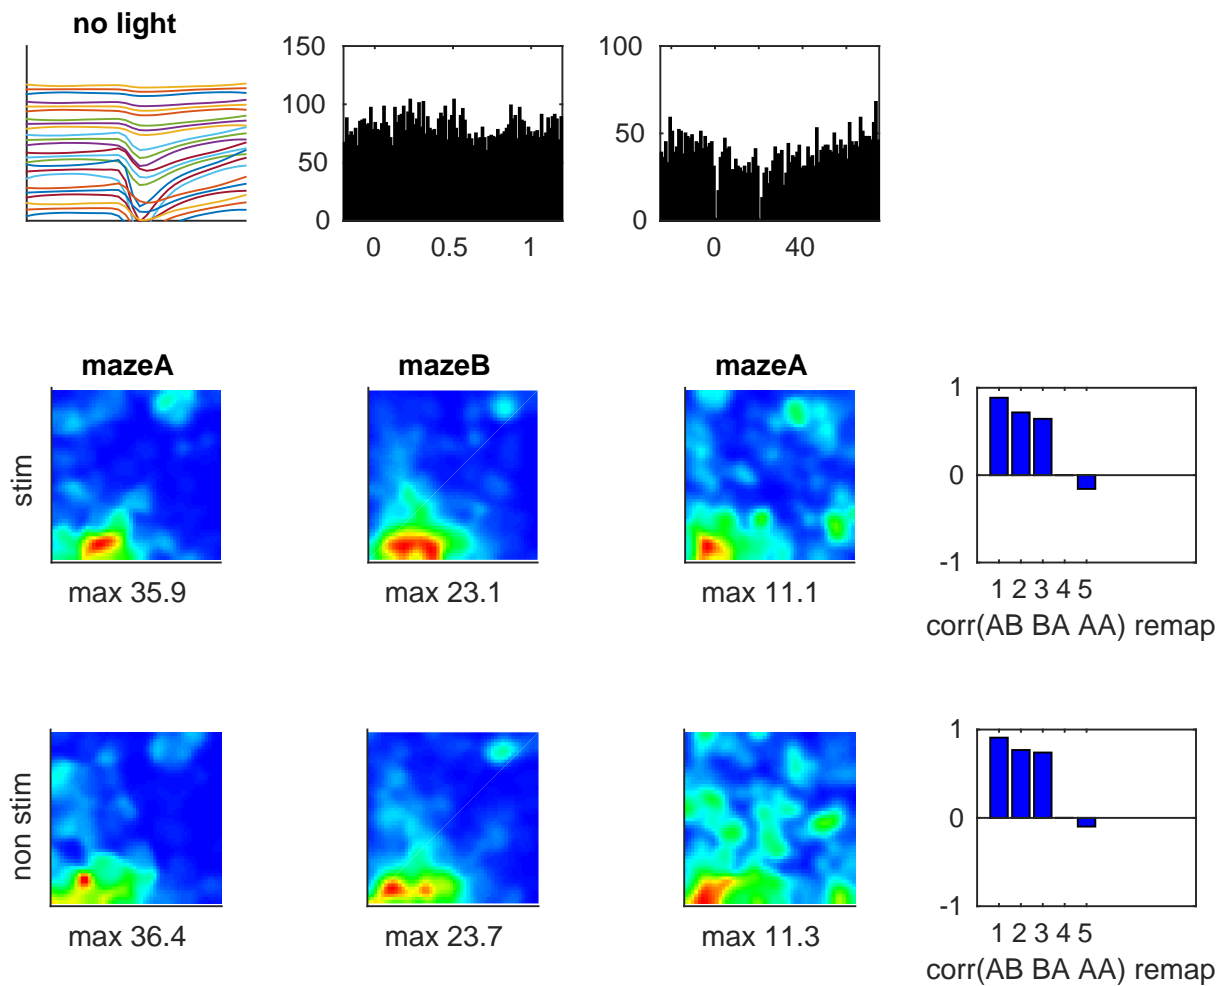 no light
150
100
50
0
0 0.5 1
100
50
0
0 40
mazeA mazeB mazeA
stim
max 35.9 max 23.1 max 11.1
1
0
-1
1 2 3 4 5
corr(AB BA AA) remap
non stim
max 36.4 max 23.7 max 11.3
1
0
-1
1 2 3 4 5
corr(AB BA AA) remap